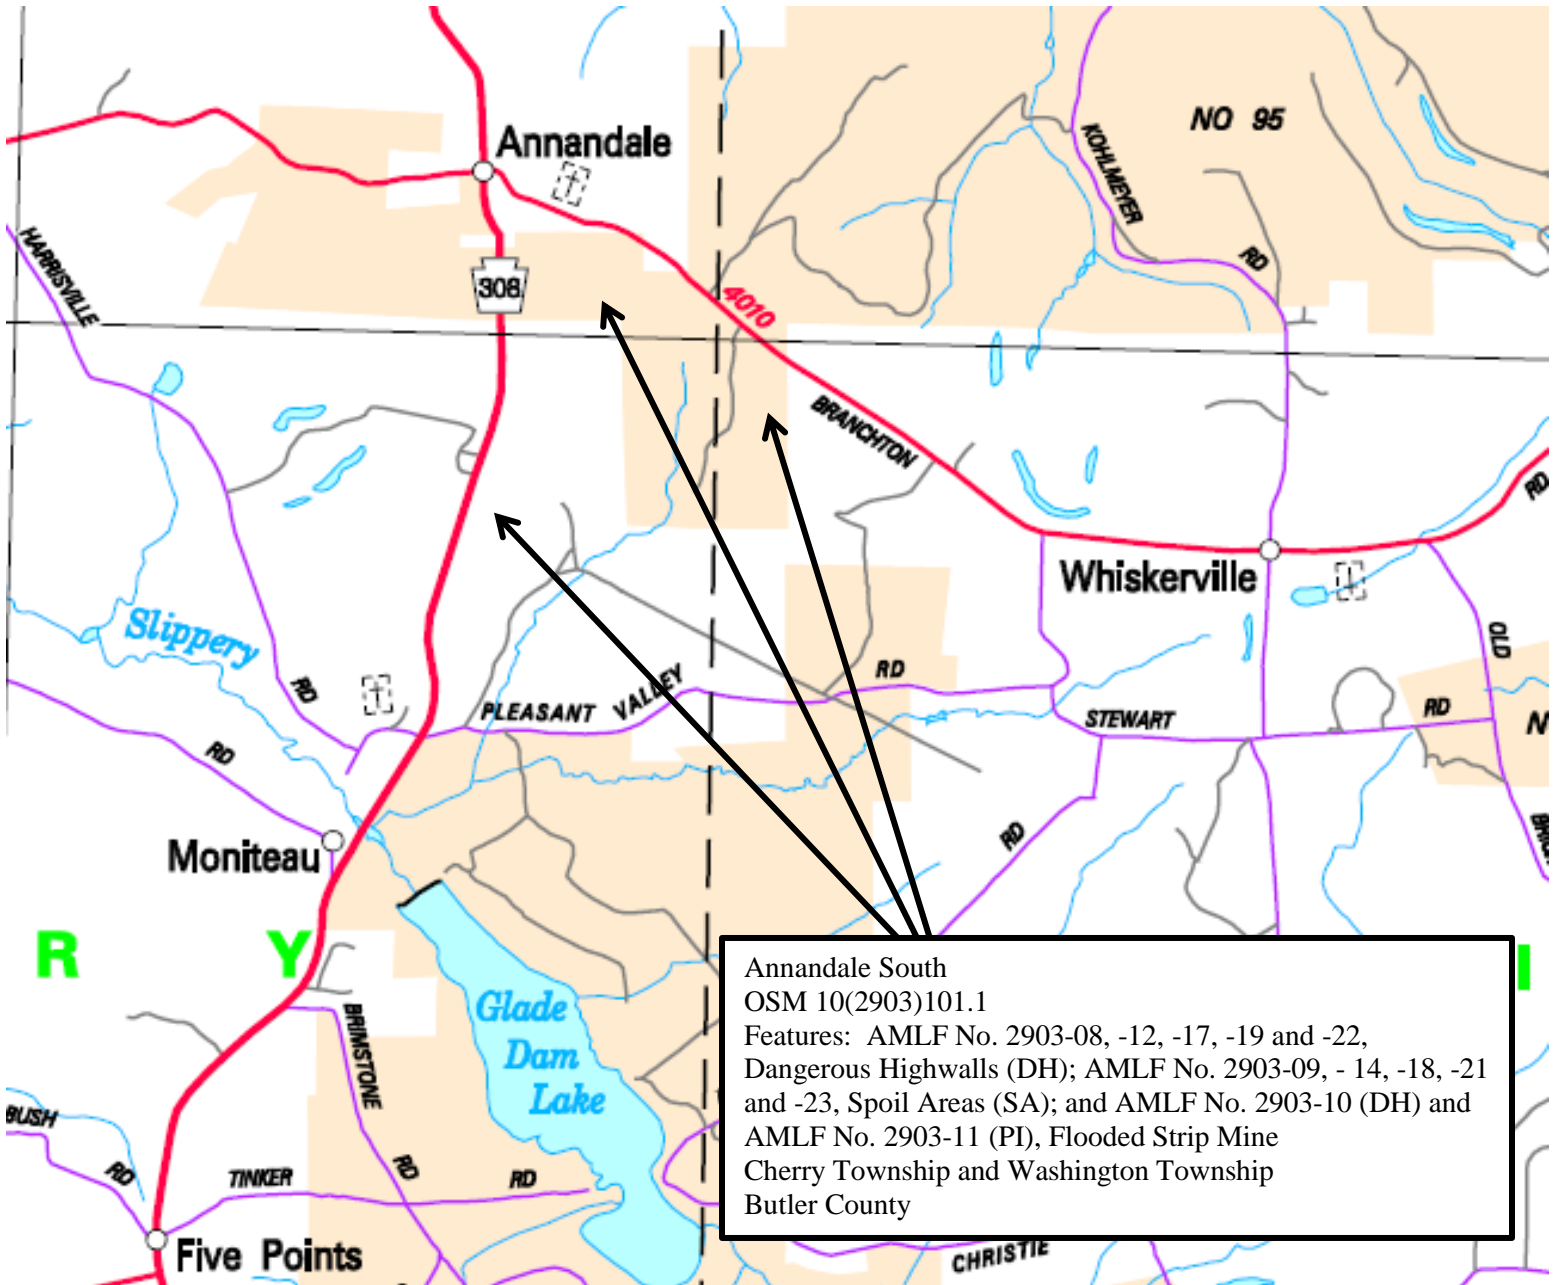 Annandale
NO 95
KOHLMEYER
RD
HARRISVILLE
308
4010
BRANCHTON
RD
Whiskerville
Slippery
OLD
RD
RD
PLEASANT VALLEY
RD
STEWART
RD
RD
N
Moniteau
RD
R Y
I
Glade
Dam
Lake
BRIMSTONE
RD
BUSH
RD
TINKER
RD
Five Points
CHRISTIE
Annandale South
OSM 10(2903)101.1
Features: AMLF No. 2903-08, -12, -17, -19 and -22,
Dangerous Highwalls (DH); AMLF No. 2903-09, - 14, -18, -21
and -23, Spoil Areas (SA); and AMLF No. 2903-10 (DH) and
AMLF No. 2903-11 (PI), Flooded Strip Mine
Cherry Township and Washington Township
Butler County